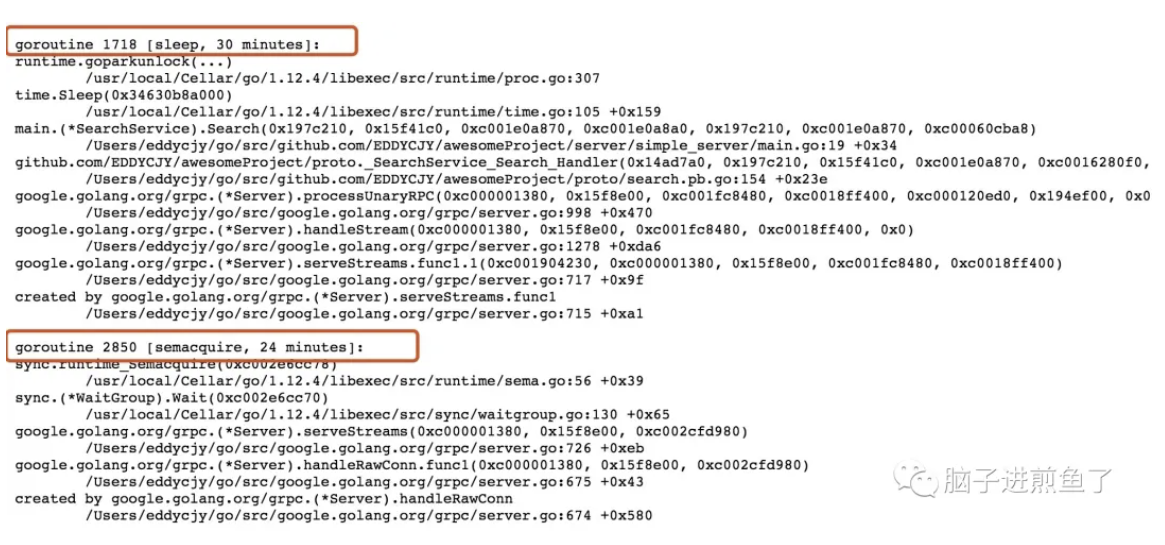 goroutine 1718 [sleep, 30 minutes]:
runtime.goparkunlock(...)
/usr/local/Cellar/go/1.12.4/libexec/src/runtime/proc.go:307
time.Sleep(0x34630b8a000)
/usr/local/Cellar/go/1.12.4/libexec/src/runtime/time.go:105 +0x159
main.(*SearchService).Search(0x197c210, 0x15f41c0, 0xc001e0a870, 0xc001e0a8a0, 0x197c210, 0xc001e0a870, 0xc00060cba8)
/Users/eddycjy/go/src/github.com/EDDYCJY/awesomeProject/server/simple_server/main.go:19 +0x34
github.com/EDDYCJY/awesomeProject/proto._SearchService_Search_Handler(0x14ad7a0, 0x197c210, 0x15f41c0, 0xc001e0a870, 0xc0016280f0,
/Users/eddycjy/go/src/github.com/EDDYCJY/awesomeProject/proto/search.pb.go:154 +0x23e
google.golang.org/grpc.(*Server).processUnaryRPC(0xc000001380, 0x15f8e00, 0xc001fc8480, 0xc0018ff400, 0xc000120ed0, 0x194ef00, 0x0
/Users/eddycjy/go/src/google.golang.org/grpc/server.go:998 +0x470
google.golang.org/grpc.(*Server).handleStream(0xc000001380, 0x15f8e00, 0xc001fc8480, 0xc0018ff400, 0x0)
/Users/eddycjy/go/src/google.golang.org/grpc/server.go:1278 +0xda6
google.golang.org/grpc.(*Server).serveStreams.func1.1(0xc001904230, 0xc000001380, 0x15f8e00, 0xc001fc8480, 0xc0018ff400)
/Users/eddycjy/go/src/google.golang.org/grpc/server.go:717 +0x9f
created by google.golang.org/grpc.(*Server).serveStreams.func1
/Users/eddycjy/go/src/google.golang.org/grpc/server.go:715 +0xa1
goroutine 2850 [semacquire, 24 minutes]:
sync.runtime_Semacquire(0xc002e6cc78)
/usr/local/Cellar/go/1.12.4/libexec/src/runtime/sema.go:56 +0x39
sync.(*WaitGroup).Wait(0xc002e6cc70)
/usr/local/Cellar/go/1.12.4/libexec/src/sync/waitgroup.go:130 +0x65
google.golang.org/grpc.(*Server).serveStreams(0xc000001380, 0x15f8e00, 0xc002cfd980)
/Users/eddycjy/go/src/google.golang.org/grpc/server.go:726 +0xeb
google.golang.org/grpc.(*Server).handleRawConn.func1(0xc000001380, 0x15f8e00, 0xc002cfd980)
/Users/eddycjy/go/src/google.golang.org/grpc/server.go:675 +0x43
created by google.golang.org/grpc.(*Server).handleRawConn
/Users/eddycjy/go/src/google.golang.org/grpc/server.go:674 +0x580
脑子进煎鱼了